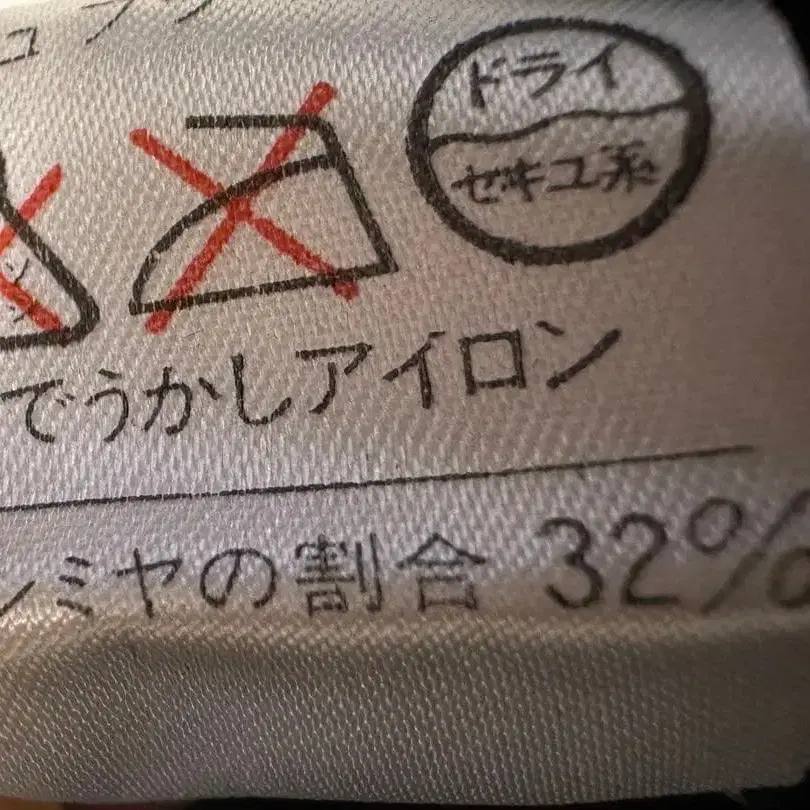 ドライ
セキユ系
でうかしアイロン
ミヤの割合 32%